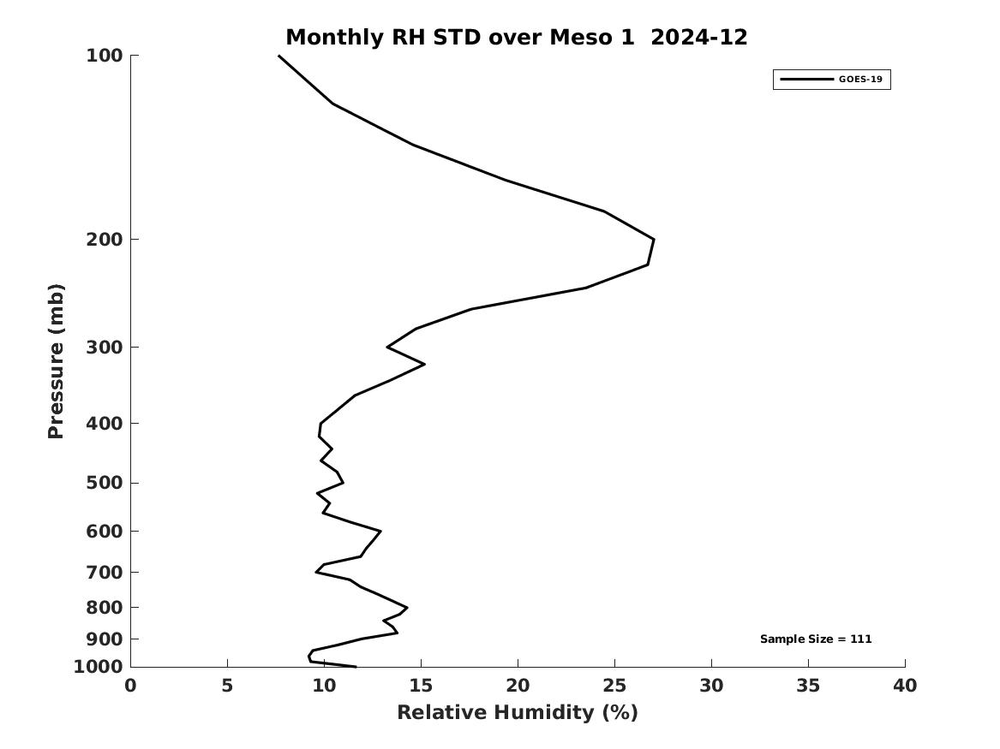 Monthly RH STD over Meso 1  2024-12
GOES-19
100
200
300
400
500
600
700
800
900
1000
Pressure (mb)
Sample Size = 111
0 5 10 15 20 25 30 35 40
Relative Humidity (%)